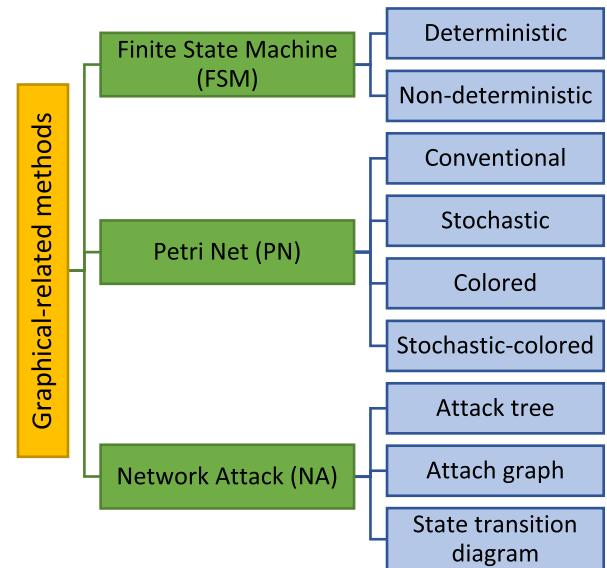 Graphical-related methods
Finite State Machine
(FSM)
Deterministic
Non-deterministic
Petri Net (PN)
Conventional
Stochastic
Colored
Stochastic-colored
Network Attack (NA)
Attack tree
Attach graph
State transition
diagram